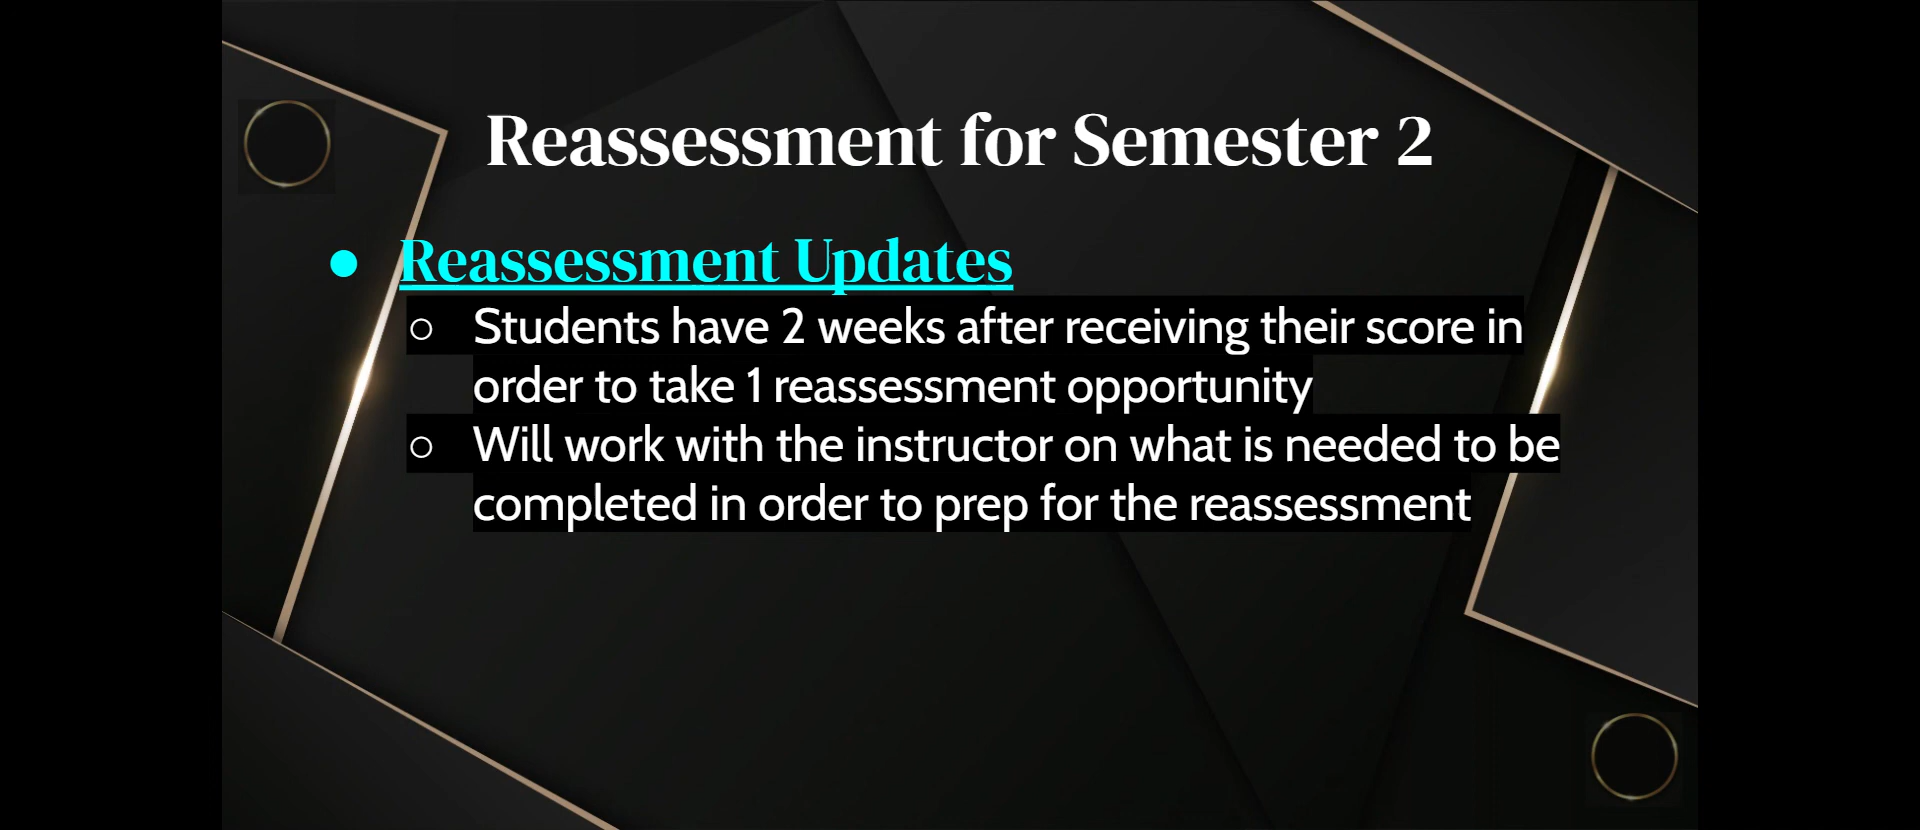 Reassessment for Semester 2
● Reassessment Updates
○ Students have 2 weeks after receiving their score in
order to take 1 reassessment opportunity
○ Will work with the instructor on what is needed to be
completed in order to prep for the reassessment